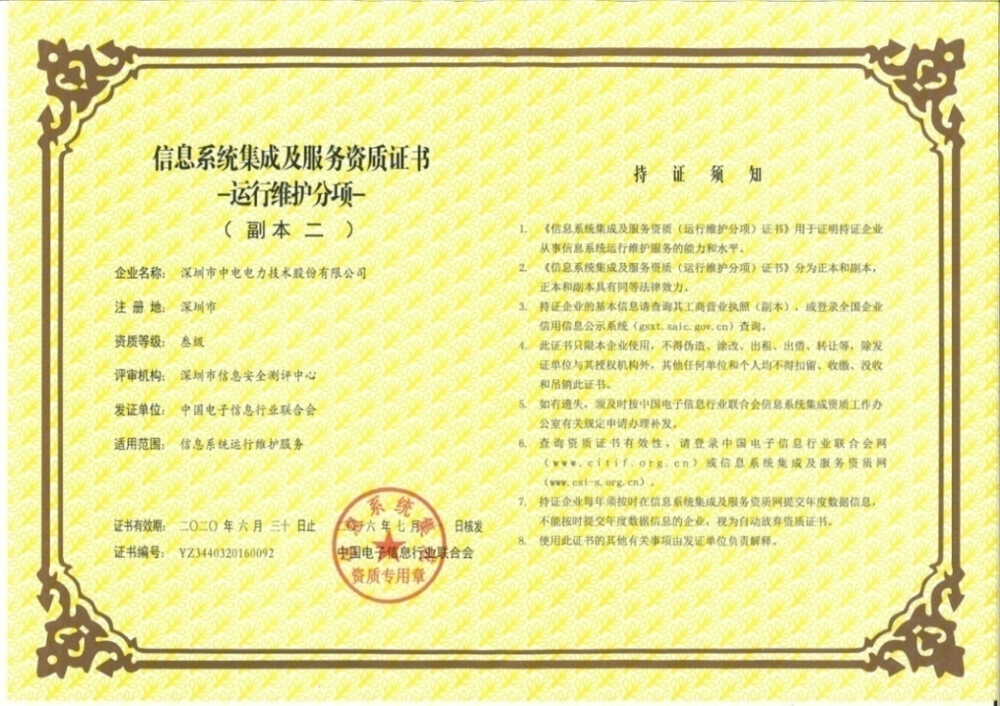 信息系统集成及服务资质证书
-运行维护分项-
（副本二）
企业名称： 深圳市中电电力技术股份有限公司
注 册 地： 深圳市
资质等级： 叁级
评审机构： 深圳市信息安全测评中心
发证单位： 中国电子信息行业联合会
适用范围： 信息系统运行维护服务
证书有效期： 二〇二〇 年 六 月 三十 日止
六 年 七 月 日核发
证书编号： YZ3440320160092
中国电子信息行业联合会
系统集
资质专用章
持 证 须 知
1. 《信息系统集成及服务资质（运行维护分项）证书》用于证明持证企业
从事信息系统运行维护服务的能力和水平。
2. 《信息系统集成及服务资质（运行维护分项）证书》分为正本和副本，
正本和副本具有同等法律效力。
3. 持证企业的基本信息请查询其工商营业执照（副本），或登录全国企业
信用信息公示系统（gsxt.saic.gov.cn）查询。
4. 此证书只限本企业使用，不得伪造、涂改、出租、出借、转让等，除发
证单位与其授权机构外，其他任何单位和个人均不得扣留、收缴、没收
和吊销此证书。
5. 如有遗失，须及时按中国电子信息行业联合会信息系统集成资质工作办
公室有关规定申请办理补发。
6. 查询资质证书有效性，请登录中国电子信息行业联合会网
（www.citif.org.cn）或信息系统集成及服务资质网
（www.csi-s.org.cn）。
7. 持证企业每年须按时在信息系统集成及服务资质网提交年度数据信息，
不能按时提交年度数据信息的企业，视为自动放弃资质证书。
8. 使用此证书的其他有关事项由发证单位负责解释。